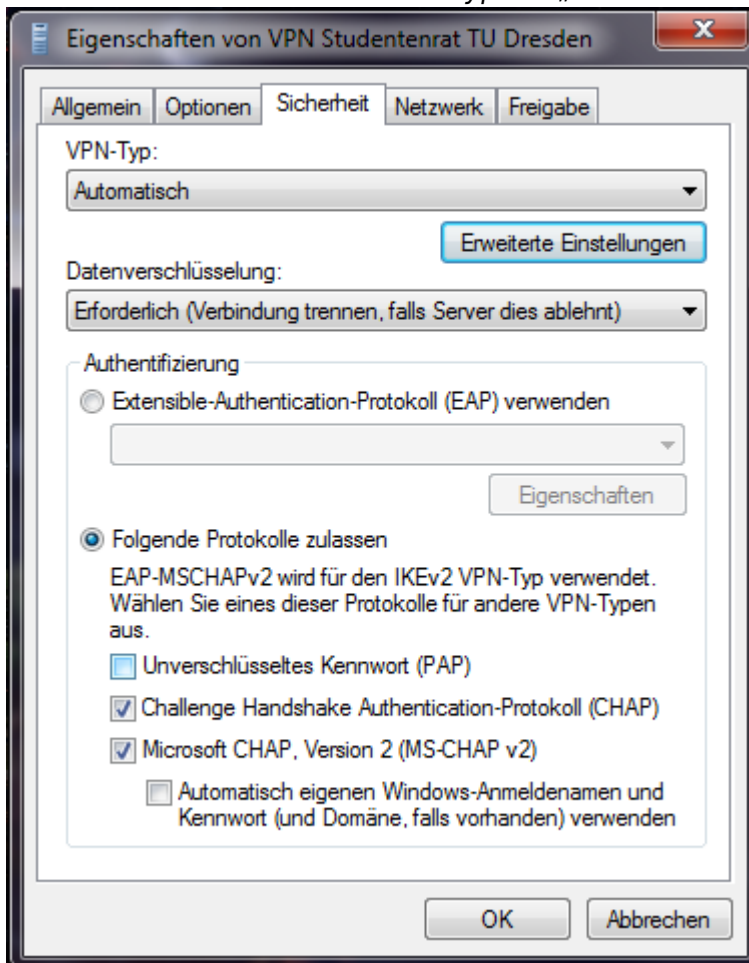 Eigenschaften von VPN Studentenrat TU Dresden
Allgemein Optionen Sicherheit Netzwerk Freigabe
VPN-Typ:
Automatisch
Erweiterte Einstellungen
Datenverschlüsselung:
Erforderlich (Verbindung trennen, falls Server dies ablehnt)
Authentifizierung
Extensible-Authentication-Protokoll (EAP) verwenden
Eigenschaften
Folgende Protokolle zulassen
EAP-MSCHAPv2 wird für den IKEv2 VPN-Typ verwendet.
Wählen Sie eines dieser Protokolle für andere VPN-Typen
aus.
Unverschlüsseltes Kennwort (PAP)
Challenge Handshake Authentication-Protokoll (CHAP)
Microsoft CHAP, Version 2 (MS-CHAP v2)
Automatisch eigenen Windows-Anmeldenamen und
Kennwort (und Domäne, falls vorhanden) verwenden
OK Abbrechen